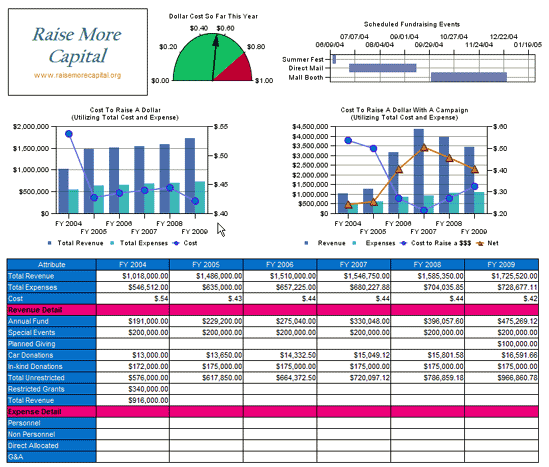 Raise More
Capital
www.raisemorecapital.org
Dollar Cost So Far This Year
$0.40 $0.60
$0.20 $0.80
$0.00 $1.00
Scheduled Fundraising Events
07/07/04 09/01/04 10/27/04 12/22/04
06/09/04 08/04/04 09/29/04 11/24/04 01/19/05
Summer Fest
Direct Mail
Mall Booth
Cost To Raise A Dollar
(Utilizing Total Cost and Expense)
$2,000,000 $.55
$1,500,000 $.50
$1,000,000
$500,000 $.45
$0 $.40
FY 2004 FY 2006 FY 2008
FY 2005 FY 2007 FY 2009
Total Revenue Total Expenses Cost
Cost To Raise A Dollar With A Campaign
(Utilizing Total Cost and Expense)
$4,500,000 $.60
$4,000,000
$3,500,000 $.50
$3,000,000
$2,500,000 $.40
$2,000,000
$1,500,000 $.30
$1,000,000
$500,000
$0 $.20
FY 2004 FY 2006 FY 2008
FY 2005 FY 2007 FY 2009
Revenue Expenses Cost to Raise a $$$ Net
Attribute FY 2004 FY 2005 FY 2006 FY 2007 FY 2008 FY 2009
Total Revenue $1,018,000.00 $1,486,000.00 $1,510,000.00 $1,546,750.00 $1,585,350.00 $1,725,520.00
Total Expenses $546,512.00 $635,000.00 $657,225.00 $680,227.88 $704,035.85 $728,677.11
Cost $.54 $.43 $.44 $.44 $.44 $.42
Revenue Detail
Annual Fund $191,000.00 $229,200.00 $275,040.00 $330,048.00 $396,057.60 $475,269.12
Special Events $200,000.00 $200,000.00 $200,000.00 $200,000.00 $200,000.00 $200,000.00
Planned Giving $100,000.00
Car Donations $13,000.00 $13,650.00 $14,332.50 $15,049.12 $15,801.58 $16,591.66
In-kind Donations $172,000.00 $175,000.00 $175,000.00 $175,000.00 $175,000.00 $175,000.00
Total Unrestricted $576,000.00 $617,850.00 $664,372.50 $720,097.12 $786,859.18 $966,860.78
Restricted Grants $340,000.00
Total Revenue $916,000.00
Expense Detail
Personnel
Non Personnel
Direct Allocated
G&A